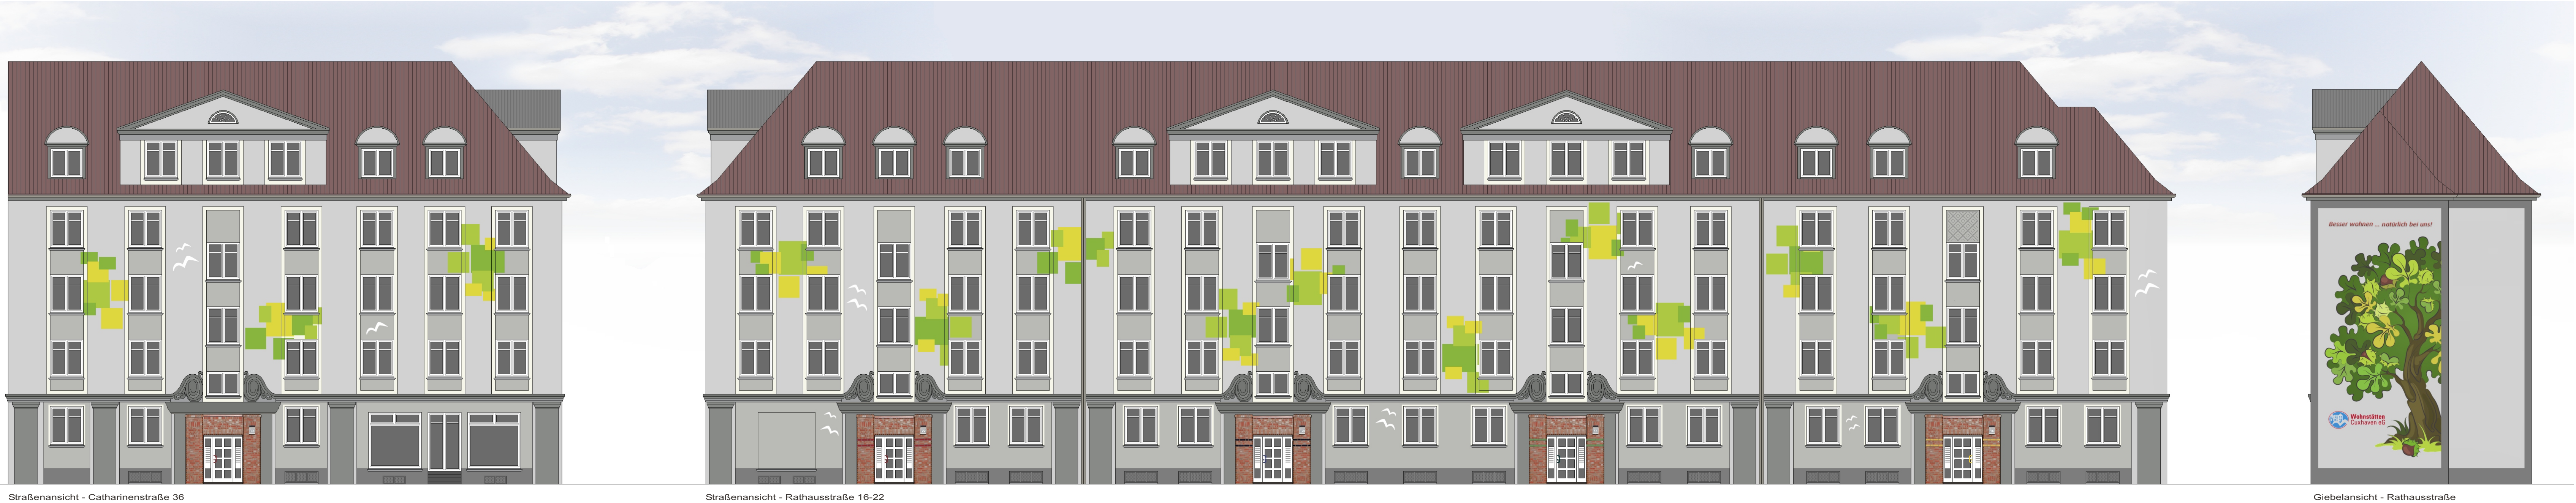 Besser wohnen ... natürlich bei uns!
Wohnstätten
Cuxhaven eG
Straßenansicht - Catharinenstraße 36
Straßenansicht - Rathausstraße 16-22
Giebelansicht - Rathausstraße